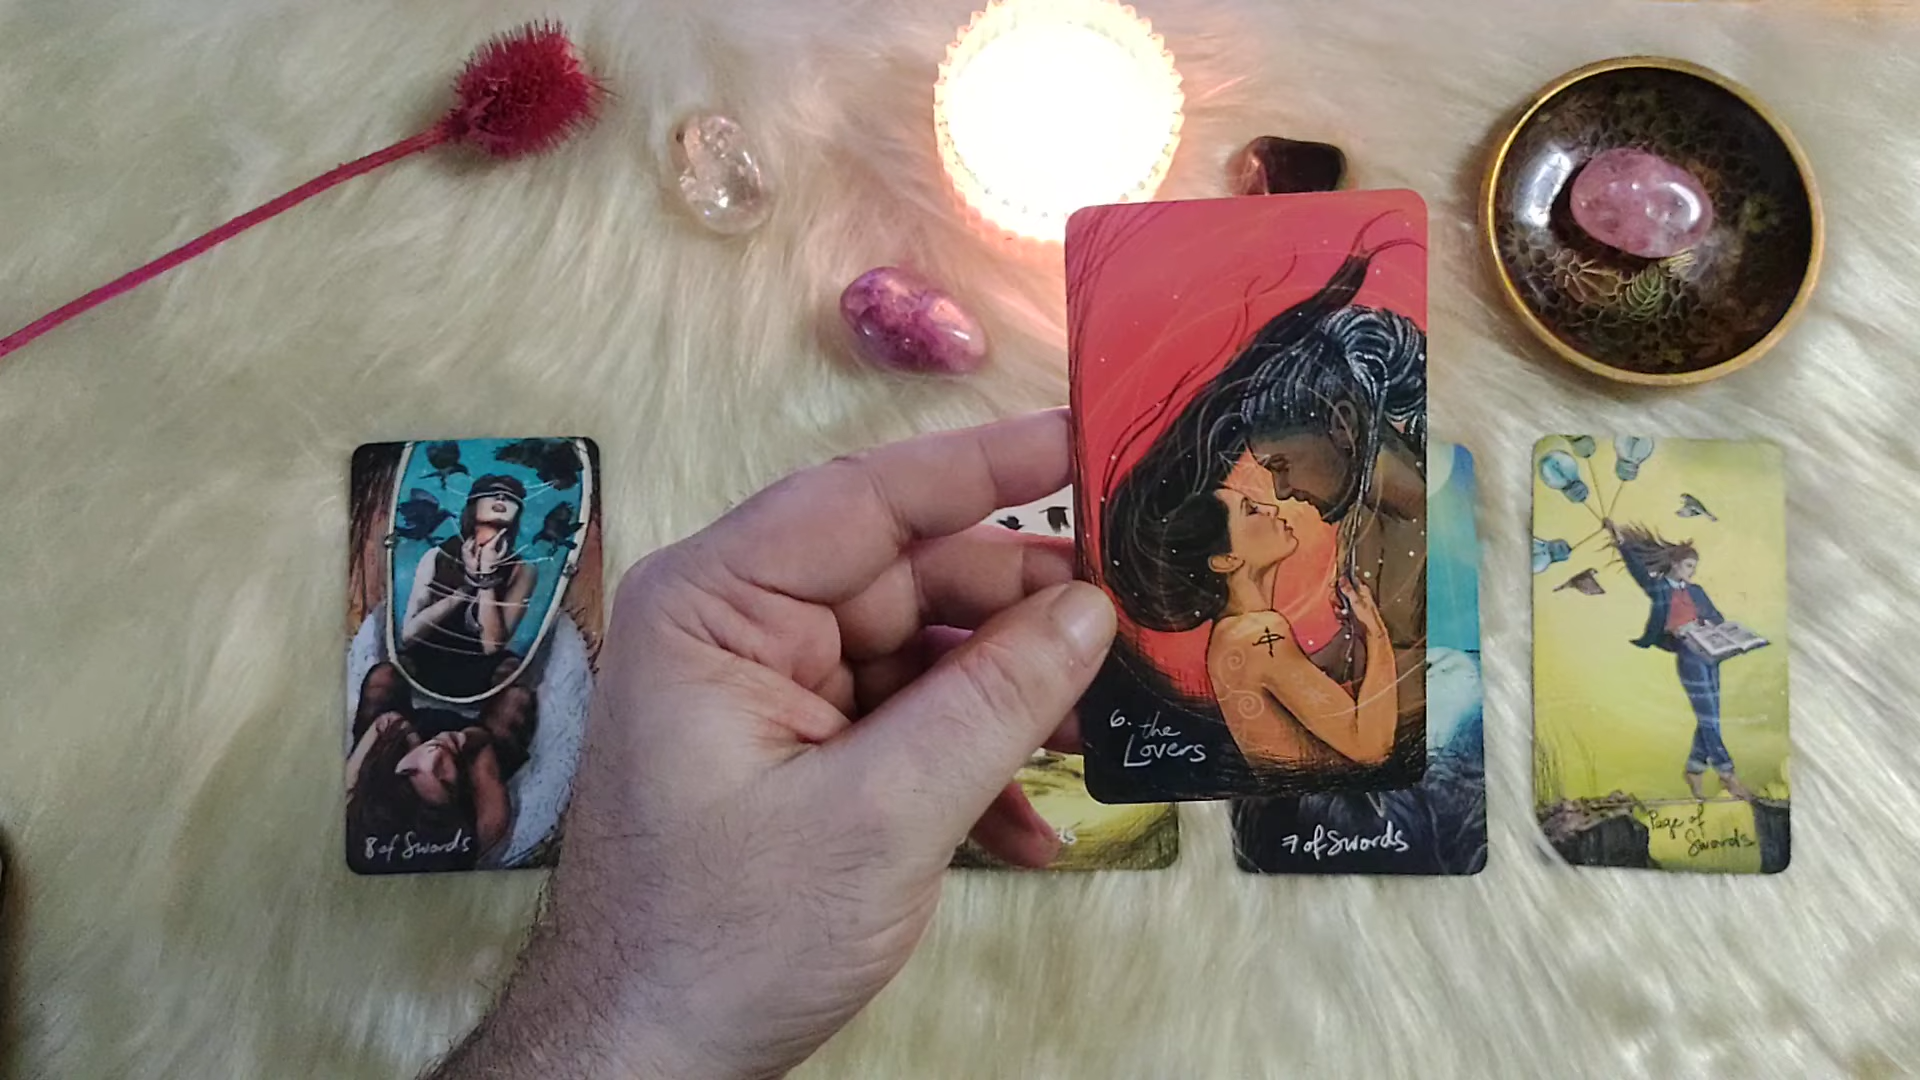 8 of Swords
6. the
Lovers
7 of Swords
Page of
Swords